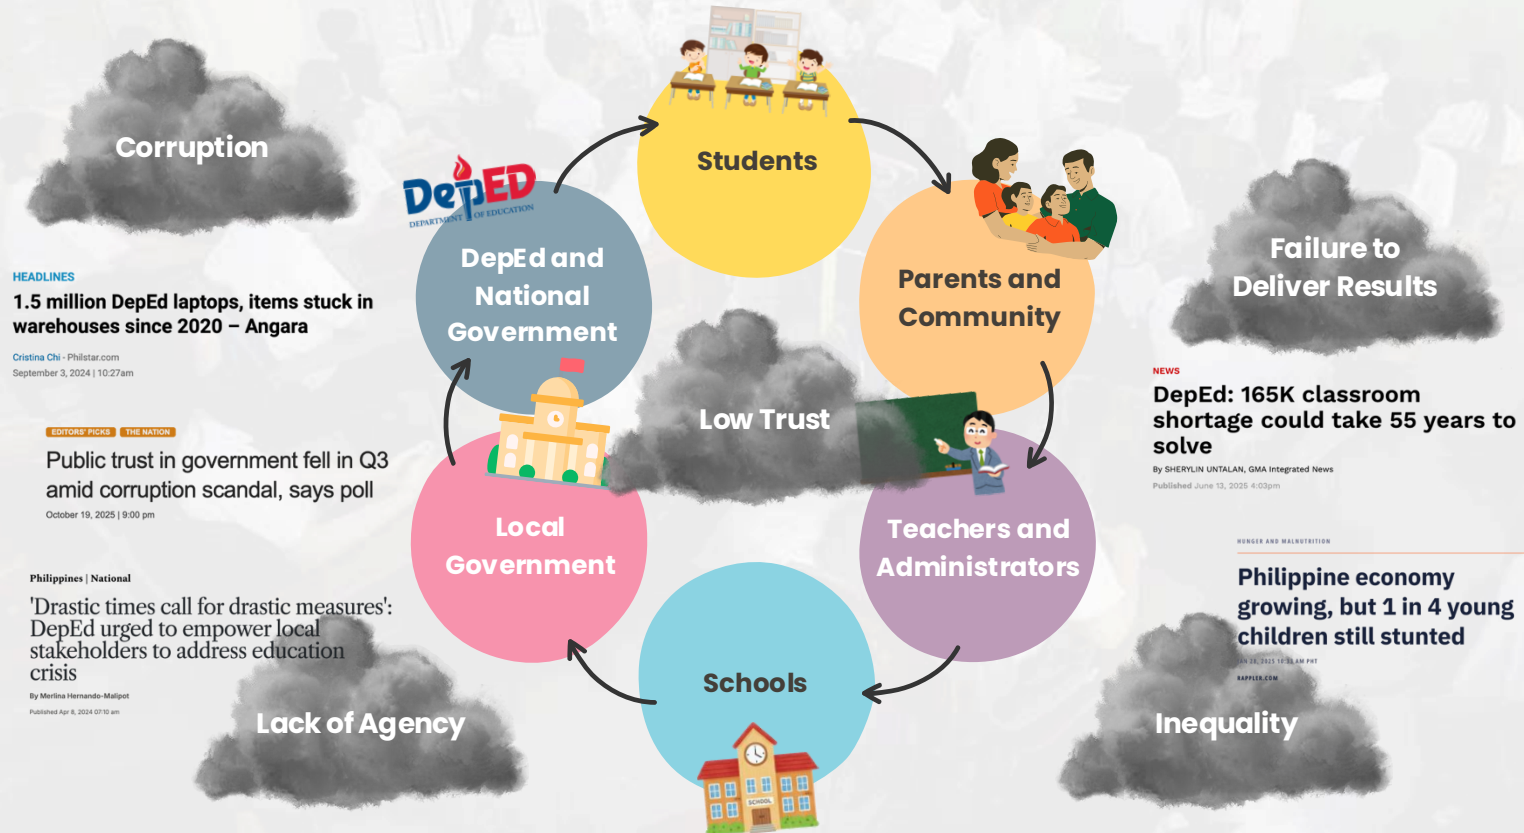 Corruption
HEADLINES
1.5 million DepEd laptops, items stuck in
warehouses since 2020 – Angara
Cristina Chi - Philstar.com
September 3, 2024 | 10:27am
EDITORS' PICKS THE NATION
Public trust in government fell in Q3
amid corruption scandal, says poll
October 19, 2025 | 9:00 pm
Philippines | National
'Drastic times call for drastic measures':
DepEd urged to empower local
stakeholders to address education
crisis
By Merlina Hernando-Malipot
Published Apr 8, 2024 07:10 am
Lack of Agency
Students
DepED
DEPARTMENT OF EDUCATION
DepEd and
National
Government
Parents and
Community
Low Trust
Local
Government
Teachers and
Administrators
Schools
SCHOOL
Failure to
Deliver Results
NEWS
DepEd: 165K classroom
shortage could take 55 years to
solve
By SHERYLIN UNTALAN, GMA Integrated News
Published June 13, 2025 4:03pm
HUNGER AND MALNUTRITION
Philippine economy
growing, but 1 in 4 young
children still stunted
2025 10:33 AM PHT
RAPPLER.COM
Inequality